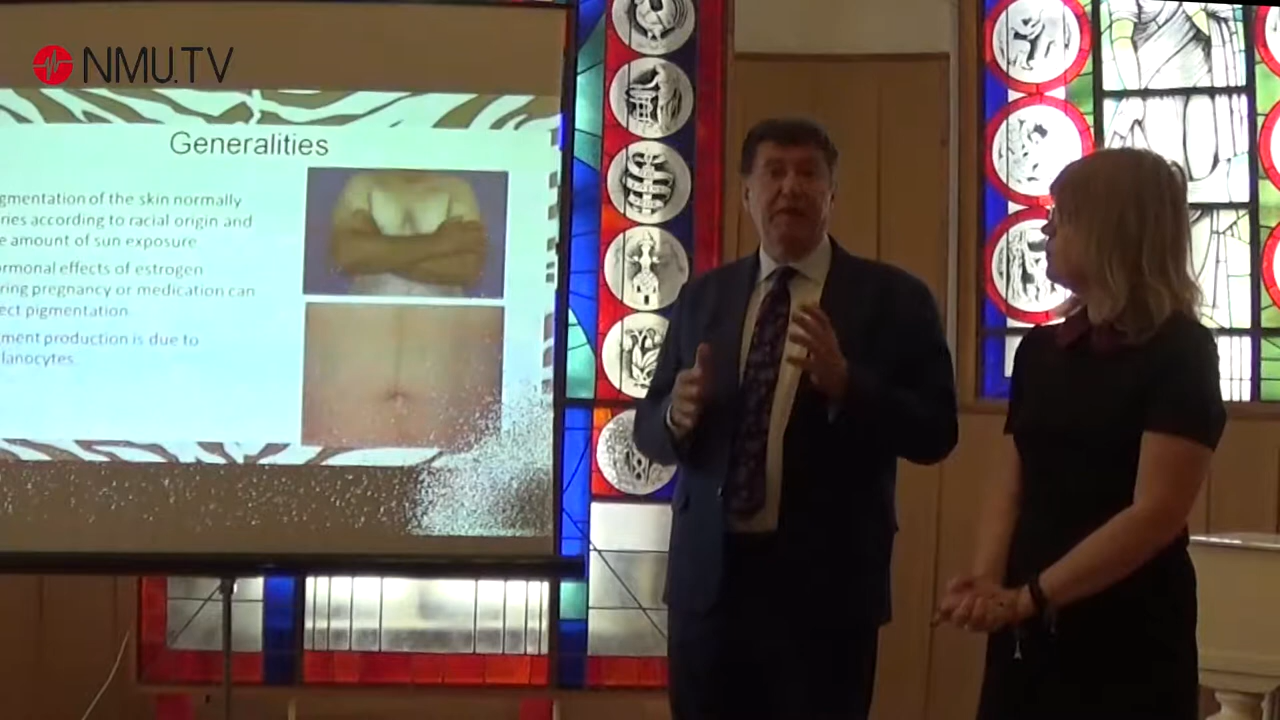 NMU.TV
Generalities
gmentation of the skin normally
ries according to racial origin and
e amount of sun exposure
rmonal effects of estrogen
ring pregnancy or medication can
ect pigmentation
ment production is due to
lanocytes.